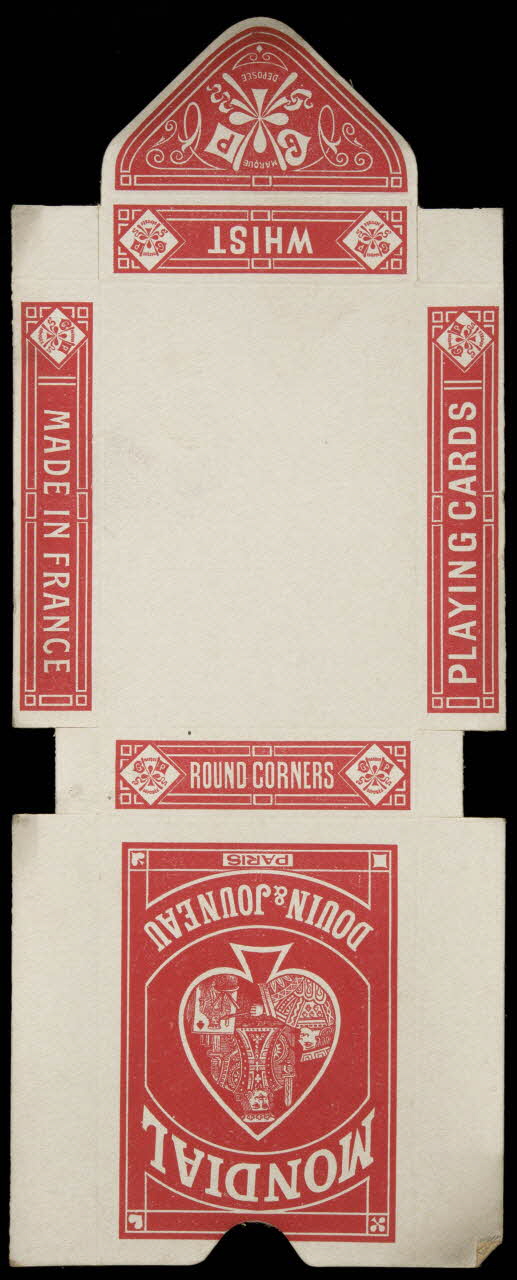 DEPOSÉE
G P
MARQUE
WHIST
MADE IN FRANCE
PLAYING CARDS
ROUND CORNERS
PARIS
DOUIN & JOUNEAU
MONDIAL